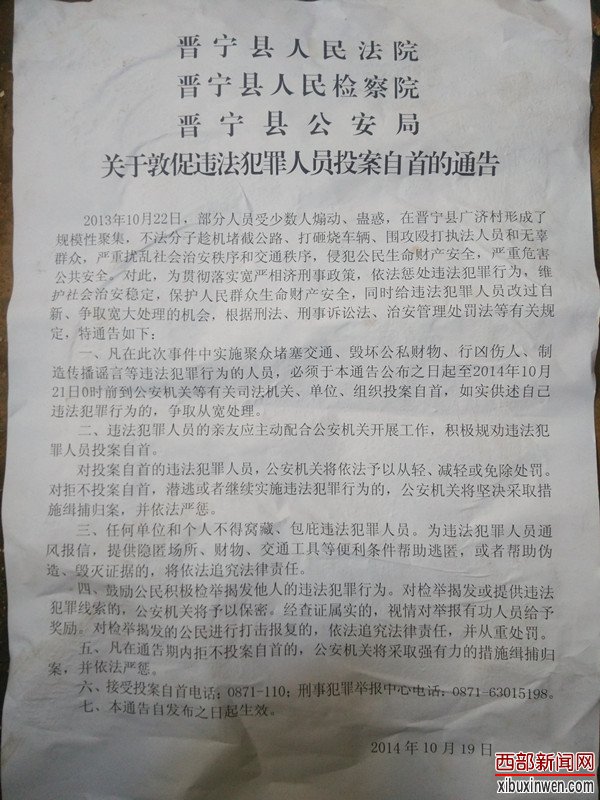 晋宁县人民法院
晋宁县人民检察院
晋宁县公安局
关于敦促违法犯罪人员投案自首的通告
2013年10月22日，部分人员受少数人煽动、蛊惑，在晋宁县广济村形成了
规模性聚集，不法分子趁机堵截公路、打砸烧车辆、围攻殴打执法人员和无辜
群众，严重扰乱社会治安秩序和交通秩序，侵犯公民生命财产安全，严重危害
公共安全。对此，为贯彻落实宽严相济刑事政策，依法惩处违法犯罪行为，维
护社会治安稳定，保护人民群众生命财产安全，同时给违法犯罪人员改过自
新、争取宽大处理的机会，根据刑法、刑事诉讼法、治安管理处罚法等有关规
定，特通告如下：
一、凡在此次事件中实施聚众堵塞交通、毁坏公私财物、行凶伤人、制
造传播谣言等违法犯罪行为的人员，必须于本通告公布之日起至2014年10月
21日0时前到公安机关等有关司法机关、单位、组织投案自首，如实供述自己
违法犯罪行为的，争取从宽处理。
二、违法犯罪人员的亲友应主动配合公安机关开展工作，积极规劝违法犯
罪人员投案自首。
对投案自首的违法犯罪人员，公安机关将依法予以从轻、减轻或免除处罚。
对拒不投案自首，潜逃或者继续实施违法犯罪行为的，公安机关将坚决采取措
施缉捕归案，并依法严惩。
三、任何单位和个人不得窝藏、包庇违法犯罪人员。为违法犯罪人员通
风报信，提供隐匿场所、财物、交通工具等便利条件帮助逃匿，或者帮助伪
造、毁灭证据的，将依法追究法律责任。
四、鼓励公民积极检举揭发他人的违法犯罪行为。对检举揭发或提供违法
犯罪线索的，公安机关将予以保密。经查证属实的，视情对举报有功人员给予
奖励。对检举揭发的公民进行打击报复的，依法追究法律责任，并从重处罚。
五、凡在通告期内拒不投案自首的，公安机关将采取强有力的措施缉捕归
案，并依法严惩。
六、接受投案自首电话：0871-110；刑事犯罪举报中心电话：0871-63015198。
七、本通告自发布之日起生效。
2014年10月19日
西部新闻网
xibuxinwen.com